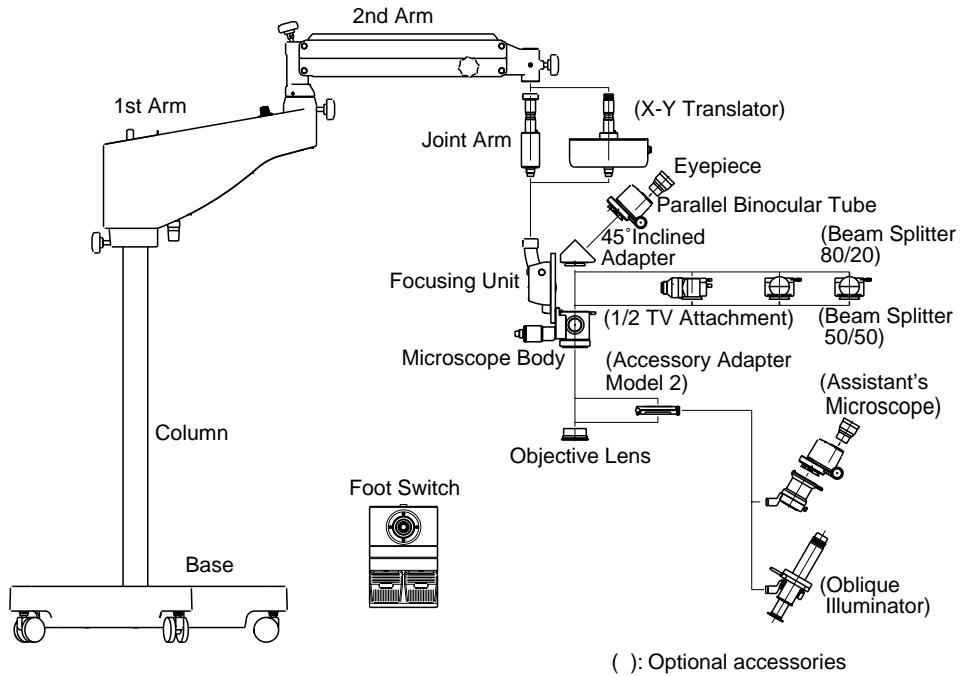 2nd Arm
1st Arm
(X-Y Translator)
Joint Arm
Eyepiece
Parallel Binocular Tube
45˚Inclined
Adapter
(Beam Splitter
80/20)
Focusing Unit
(1/2 TV Attachment)
(Beam Splitter
50/50)
Microscope Body
(Accessory Adapter
Model 2)
(Assistant's
Microscope)
Column
Objective Lens
Foot Switch
Base
(Oblique
Illuminator)
( ): Optional accessories